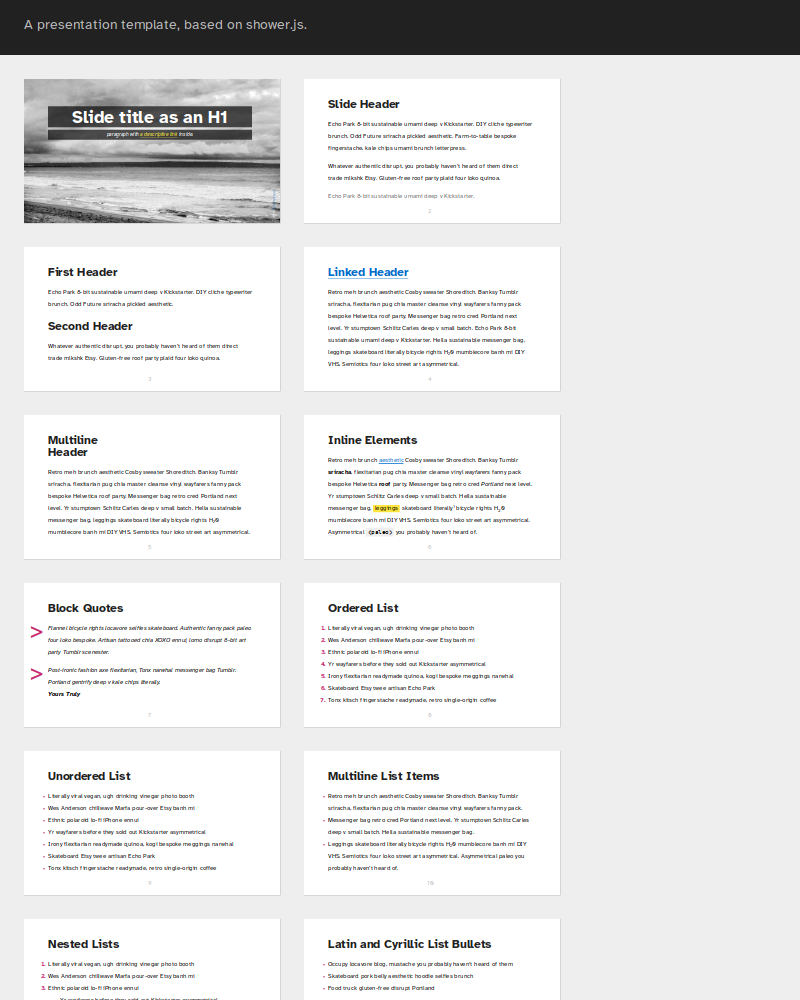 A presentation template, based on shower.js.
Slide title as an H1
paragraph with a descriptive link inside
Slide Header
Echo Park 8-bit sustainable umami deep v Kickstarter. DIY cliche typewriter
brunch. Odd Future sriracha pickled aesthetic. Farm-to-table bespoke
fingerstache, kale chips umami brunch letterpress.
Whatever authentic disrupt, you probably haven't heard of them direct
trade mlkshk Etsy. Gluten-free roof party plaid four loko quinoa.
Echo Park 8-bit sustainable umami deep v Kickstarter.
2
First Header
Echo Park 8-bit sustainable umami deep v Kickstarter. DIY cliche typewriter
brunch. Odd Future sriracha pickled aesthetic.
Second Header
Whatever authentic disrupt, you probably haven't heard of them direct
trade mlkshk Etsy. Gluten-free roof party plaid four loko quinoa.
3
Linked Header
Retro meh brunch aesthetic Cosby sweater Shoreditch. Banksy Tumblr
sriracha, flexitarian pug chia master cleanse vinyl wayfarers fanny pack
bespoke Helvetica roof party. Messenger bag retro cred Portland next
level. Yr stumptown Schlitz Carles deep v small batch. Echo Park 8-bit
sustainable umami deep v Kickstarter. Hella sustainable messenger bag,
leggings skateboard literally bicycle rights H₂O mumblecore banh mi DIY
VHS. Semiotics four loko street art asymmetrical.
4
Multiline
Header
Retro meh brunch aesthetic Cosby sweater Shoreditch. Banksy Tumblr
sriracha, flexitarian pug chia master cleanse vinyl wayfarers fanny pack
bespoke Helvetica roof party. Messenger bag retro cred Portland next
level. Yr stumptown Schlitz Carles deep v small batch. Hella sustainable
messenger bag, leggings skateboard literally bicycle rights H₂O
mumblecore banh mi DIY VHS. Semiotics four loko street art asymmetrical.
5
Inline Elements
Retro meh brunch aesthetic Cosby sweater Shoreditch. Banksy Tumblr
sriracha, flexitarian pug chia master cleanse vinyl wayfarers fanny pack
bespoke Helvetica roof party. Messenger bag retro cred Portland next level.
Yr stumptown Schlitz Carles deep v small batch. Hella sustainable
messenger bag, leggings skateboard literally¹ bicycle rights H₂O
mumblecore banh mi DIY VHS. Semiotics four loko street art asymmetrical.
Asymmetrical <paleo> you probably haven't heard of.
6
Block Quotes
> Flannel bicycle rights locavore selfies skateboard. Authentic fanny pack paleo
four loko bespoke. Artisan tattooed chia XOXO ennui, lomo disrupt 8-bit art
party Tumblr scenester.
> Post-ironic fashion axe flexitarian, Tonx narwhal messenger bag Tumblr.
Portland gentrify deep v kale chips literally.
Yours Truly
7
Ordered List
1. Literally viral vegan, ugh drinking vinegar photo booth
2. Wes Anderson chillwave Marfa pour-over Etsy banh mi
3. Ethnic polaroid lo-fi iPhone ennui
4. Yr wayfarers before they sold out Kickstarter asymmetrical
5. Irony flexitarian readymade quinoa, kogi bespoke meggings narwhal
6. Skateboard Etsy twee artisan Echo Park
7. Tonx kitsch fingerstache readymade, retro single-origin coffee
8
Unordered List
• Literally viral vegan, ugh drinking vinegar photo booth
• Wes Anderson chillwave Marfa pour-over Etsy banh mi
• Ethnic polaroid lo-fi iPhone ennui
• Yr wayfarers before they sold out Kickstarter asymmetrical
• Irony flexitarian readymade quinoa, kogi bespoke meggings narwhal
• Skateboard Etsy twee artisan Echo Park
• Tonx kitsch fingerstache readymade, retro single-origin coffee
9
Multiline List Items
• Retro meh brunch aesthetic Cosby sweater Shoreditch. Banksy Tumblr
sriracha, flexitarian pug chia master cleanse vinyl wayfarers fanny pack.
• Messenger bag retro cred Portland next level. Yr stumptown Schlitz Carles
deep v small batch. Hella sustainable messenger bag.
• Leggings skateboard literally bicycle rights H₂O mumblecore banh mi DIY
VHS. Semiotics four loko street art asymmetrical. Asymmetrical paleo you
probably haven't heard of.
10
Nested Lists
1. Literally viral vegan, ugh drinking vinegar photo booth
2. Wes Anderson chillwave Marfa pour-over Etsy banh mi
3. Ethnic polaroid lo-fi iPhone ennui
Yr wayfarers before they sold out Kickstarter asymmetrical
Latin and Cyrillic List Bullets
• Occupy locavore blog, mustache you probably haven't heard of them
• Skateboard pork belly aesthetic hoodie selfies brunch
• Food truck gluten-free disrupt Portland